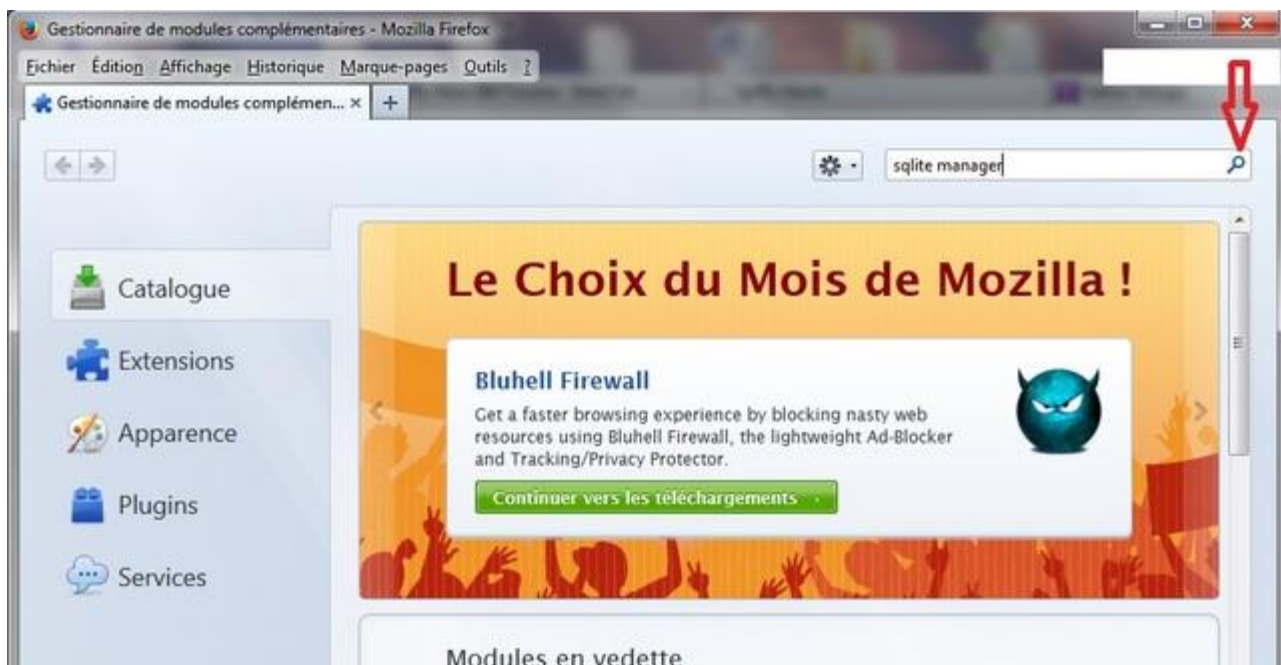 Gestionnaire de modules complémentaires - Mozilla Firefox
Fichier Édition Affichage Historique Marque-pages Outils ?
Gestionnaire de modules complémen... × +
sqlite manager
Le Choix du Mois de Mozilla !
Catalogue
Extensions
Apparence
Plugins
Services
Bluhell Firewall
Get a faster browsing experience by blocking nasty web
resources using Bluhell Firewall, the lightweight Ad-Blocker
and Tracking/Privacy Protector.
Continuer vers les téléchargements
Modules en vedette